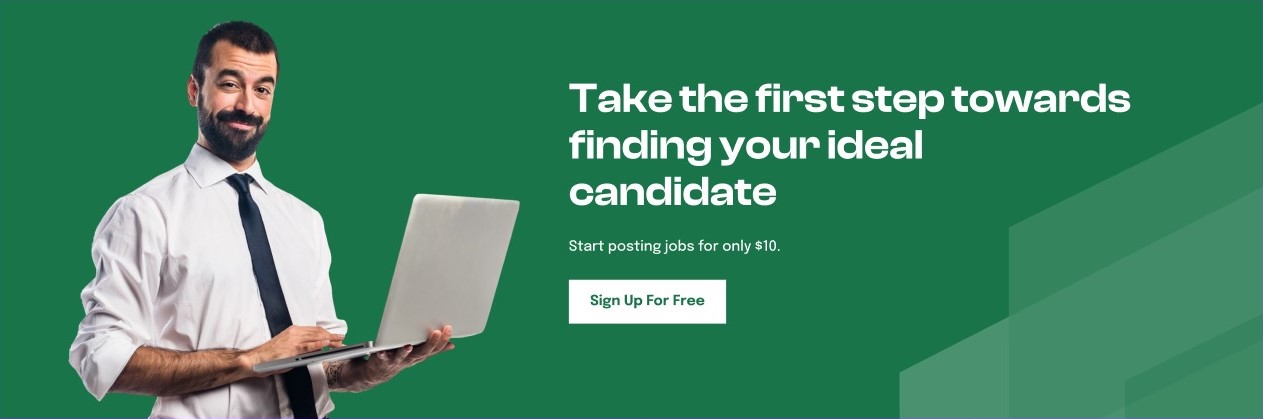 Take the first step towards
finding your ideal
candidate
Start posting jobs for only $10.
Sign Up For Free